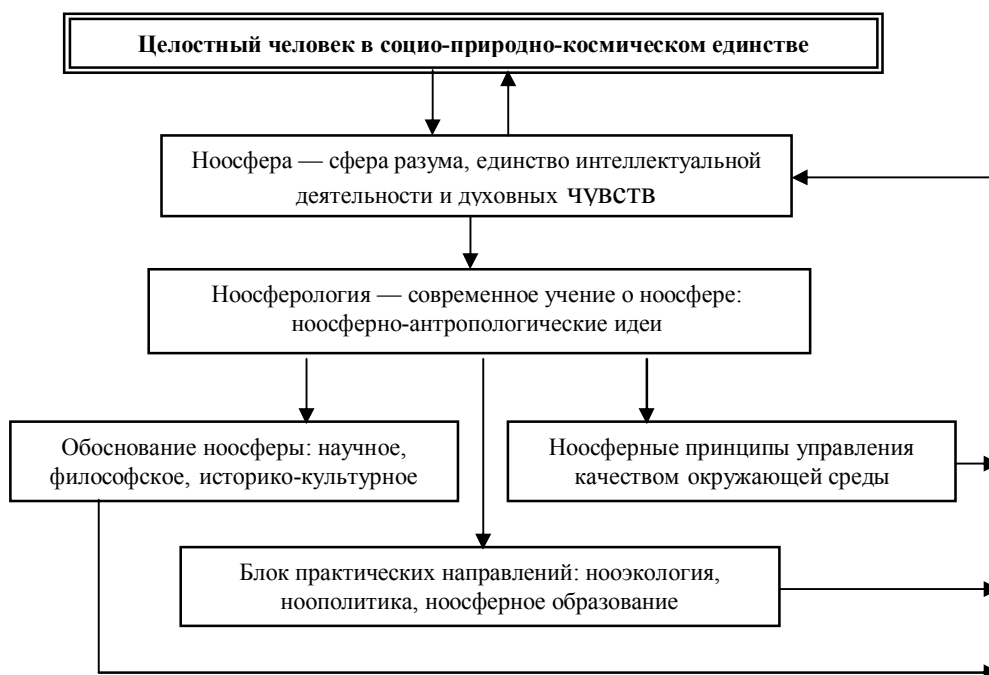 Целостный человек в социо-природно-космическом единстве
Ноосфера — сфера разума, единство интеллектуальной
деятельности и духовных чувств
Ноосферология — современное учение о ноосфере:
ноосферно-антропологические идеи
Обоснование ноосферы: научное,
философское, историко-культурное
Ноосферные принципы управления
качеством окружающей среды
Блок практических направлений: нооэкология,
ноополитика, ноосферное образование